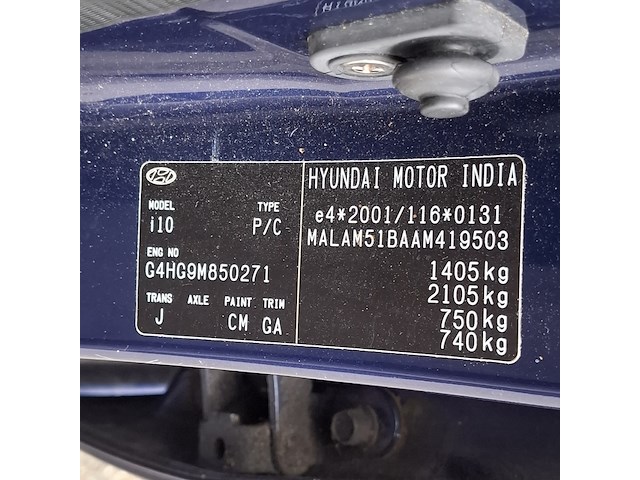 HYUNDAI MOTOR INDIA
MODEL TYPE
i10 P/C
ENG NO
G4HG9M850271
TRANS AXLE PAINT TRIM
J CM GA
e4*2001/116*0131
MALAM51BAAM419503
1405kg
2105kg
750kg
740kg